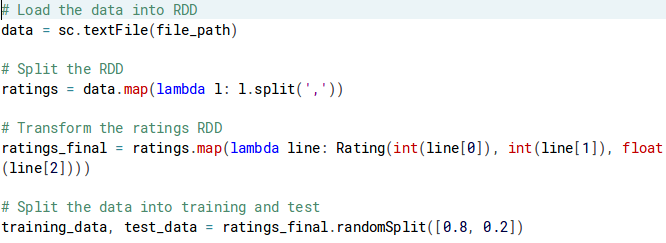 # Load the data into RDD
data = sc.textFile(file_path)
# Split the RDD
ratings = data.map(lambda l: l.split(','))
# Transform the ratings RDD
ratings_final = ratings.map(lambda line: Rating(int(line[0]), int(line[1]), float
(line[2])))
# Split the data into training and test
training_data, test_data = ratings_final.randomSplit([0.8, 0.2])